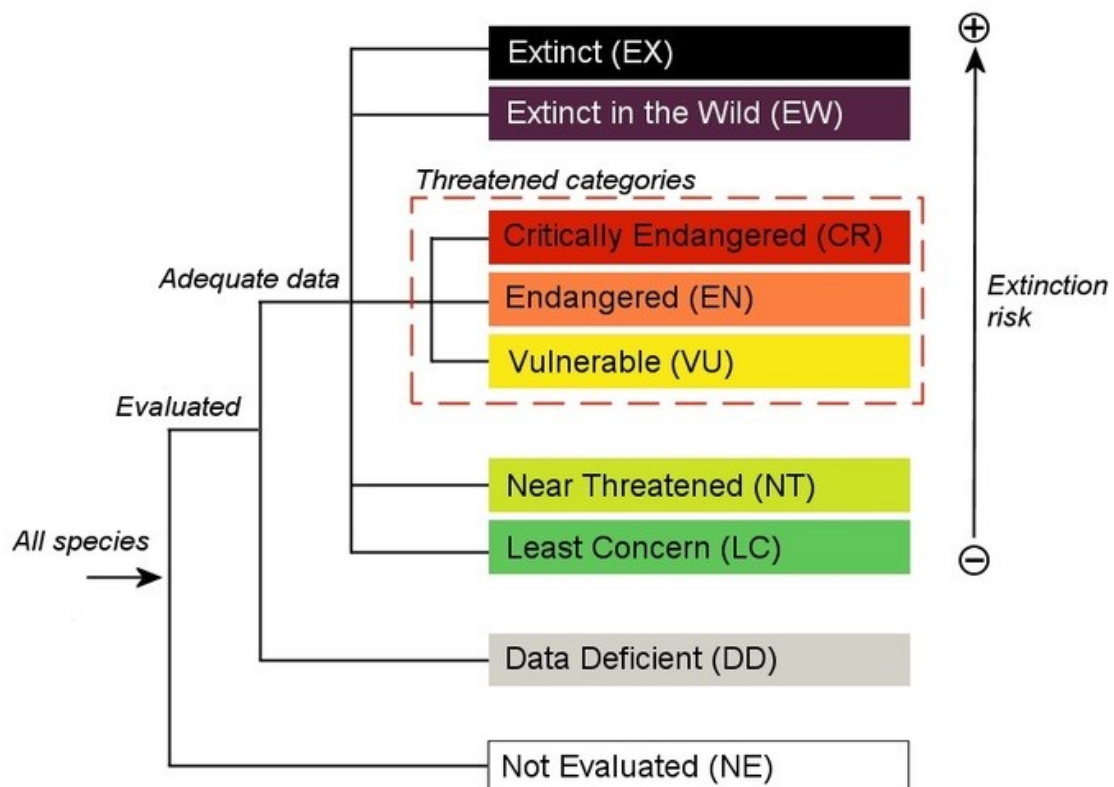 Extinct (EX)
Extinct in the Wild (EW)
Threatened categories
Critically Endangered (CR)
Adequate data
Endangered (EN)
Extinction
risk
Vulnerable (VU)
Evaluated
Near Threatened (NT)
All species
Least Concern (LC)
Data Deficient (DD)
Not Evaluated (NE)